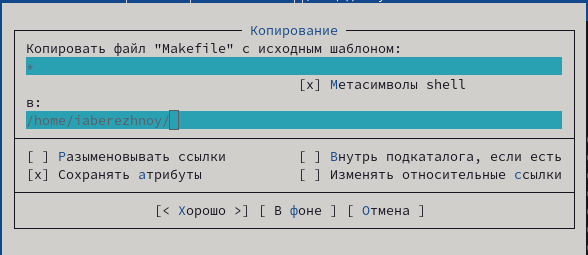 Копирование
Копировать файл "Makefile" с исходным шаблоном:
*
[x] Метасимволы shell
в:
/home/iaberezhnoy/
[ ] Разыменовывать ссылки [ ] Внутрь подкаталога, если есть
[x] Сохранять атрибуты [ ] Изменять относительные ссылки
[< Хорошо >] [ В фоне ] [ Отмена ]